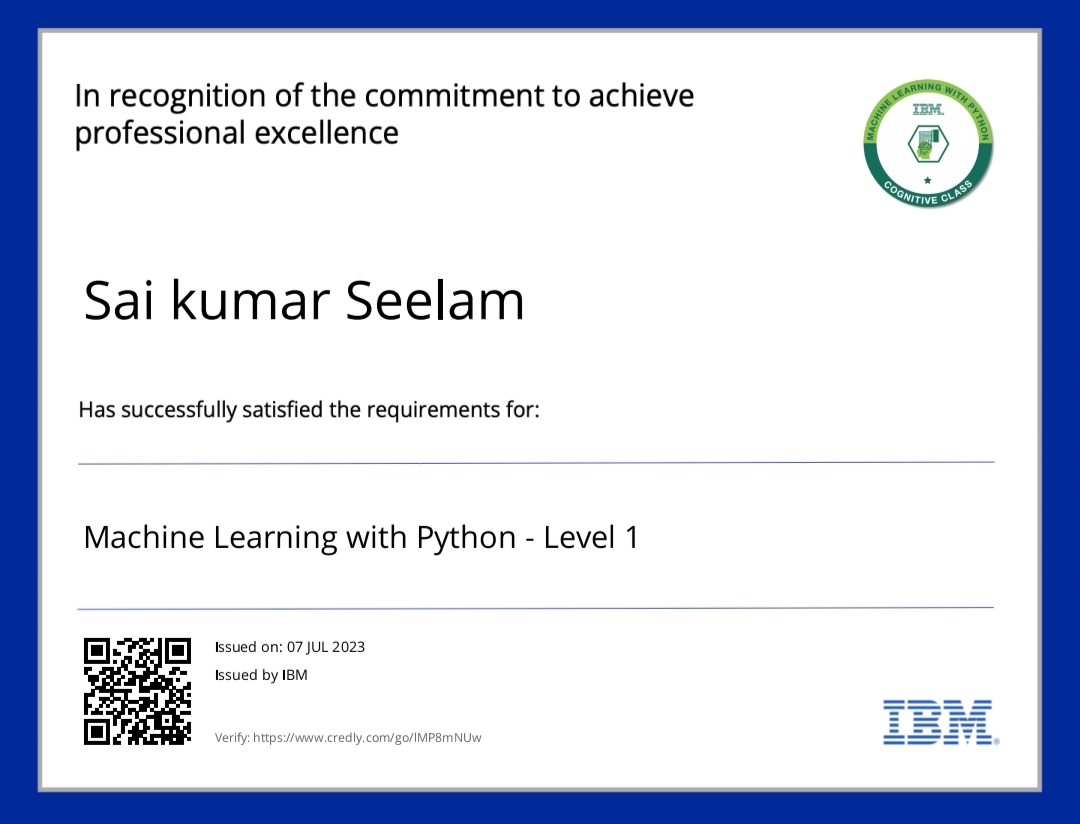 In recognition of the commitment to achieve
professional excellence
MACHINE LEARNING WITH PYTHON
IBM.
COGNITIVE CLASS
Sai kumar Seelam
Has successfully satisfied the requirements for:
Machine Learning with Python - Level 1
Issued on: 07 JUL 2023
Issued by IBM
IBM®
Verify: https://www.credly.com/go/lMP8mNUw